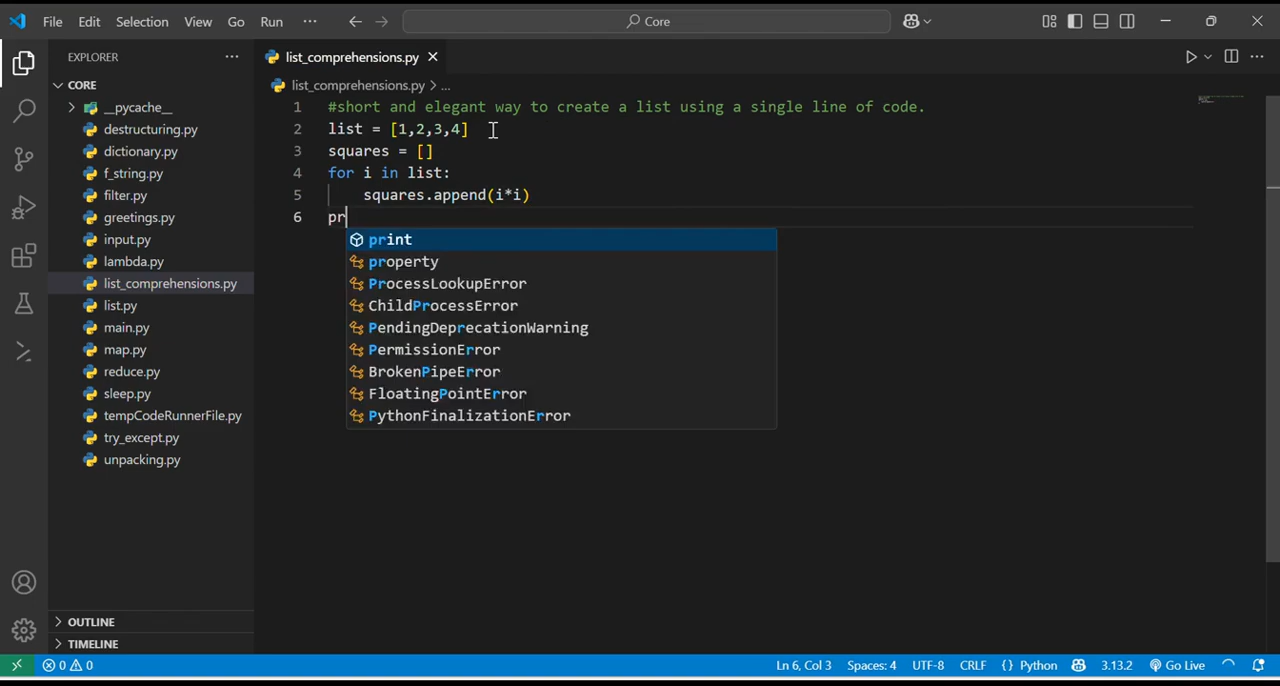 File Edit Selection View Go Run ··· Core
EXPLORER ···
list_comprehensions.py
CORE
list_comprehensions.py > ...
__pycache__
destructuring.py
dictionary.py
f_string.py
filter.py
greetings.py
input.py
lambda.py
list_comprehensions.py
list.py
main.py
map.py
reduce.py
sleep.py
tempCodeRunnerFile.py
try_except.py
unpacking.py
OUTLINE
TIMELINE
1 #short and elegant way to create a list using a single line of code.
2 list = [1,2,3,4]
3 squares = []
4 for i in list:
5 squares.append(i*i)
6 pr
print
property
ProcessLookupError
ChildProcessError
PendingDeprecationWarning
PermissionError
BrokenPipeError
FloatingPointError
PythonFinalizationError
0 0 Ln 6, Col 3 Spaces: 4 UTF-8 CRLF {} Python 3.13.2 Go Live